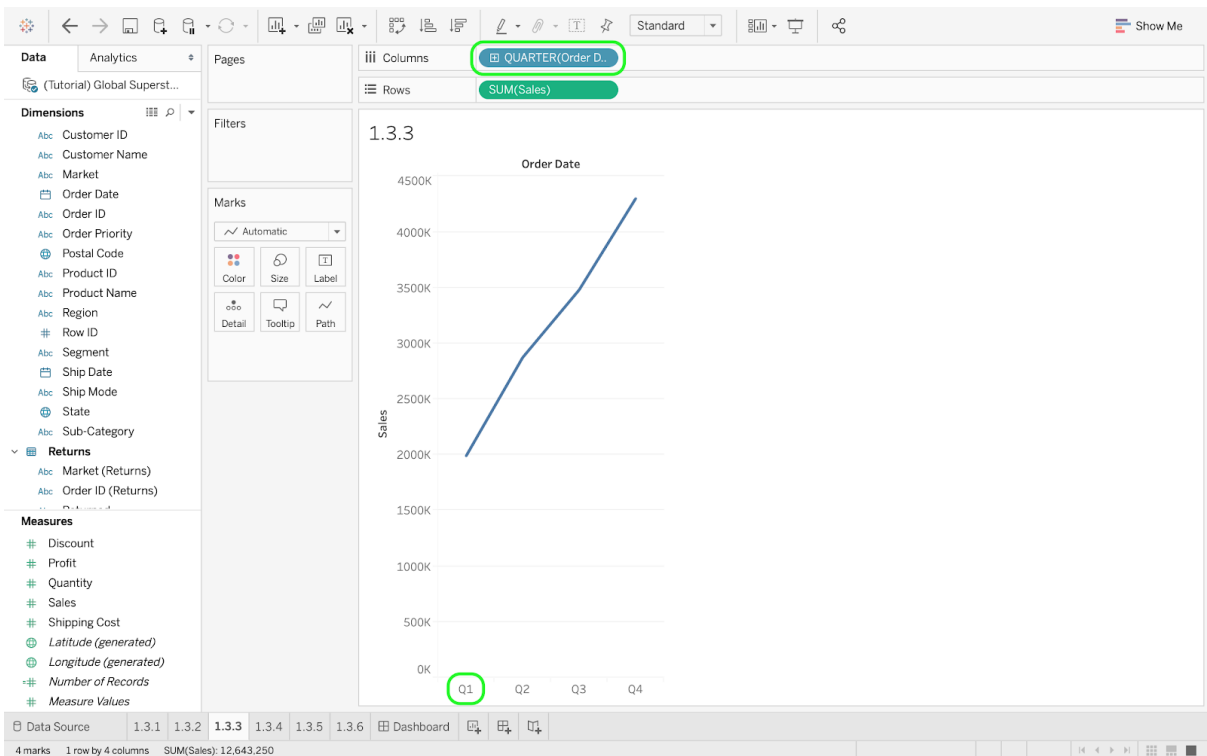 Standard
Show Me
Data
Analytics
Pages
Columns
QUARTER(Order D..
(Tutorial) Global Superst...
Rows
SUM(Sales)
Dimensions
Abc Customer ID
Abc Customer Name
Abc Market
Order Date
Abc Order ID
Abc Order Priority
Postal Code
Abc Product ID
Abc Product Name
Abc Region
# Row ID
Abc Segment
Ship Date
Abc Ship Mode
State
Abc Sub-Category
Returns
Abc Market (Returns)
Abc Order ID (Returns)
Measures
# Discount
# Profit
# Quantity
# Sales
# Shipping Cost
Latitude (generated)
Longitude (generated)
=# Number of Records
# Measure Values
Filters
Marks
Automatic
Color
Size
T
Label
Detail
Tooltip
Path
1.3.3
Order Date
4500K
4000K
3500K
3000K
2500K
2000K
1500K
1000K
500K
0K
Sales
Q1 Q2 Q3 Q4
Data Source 1.3.1 1.3.2 1.3.3 1.3.4 1.3.5 1.3.6 Dashboard
4 marks 1 row by 4 columns SUM(Sales): 12,643,250